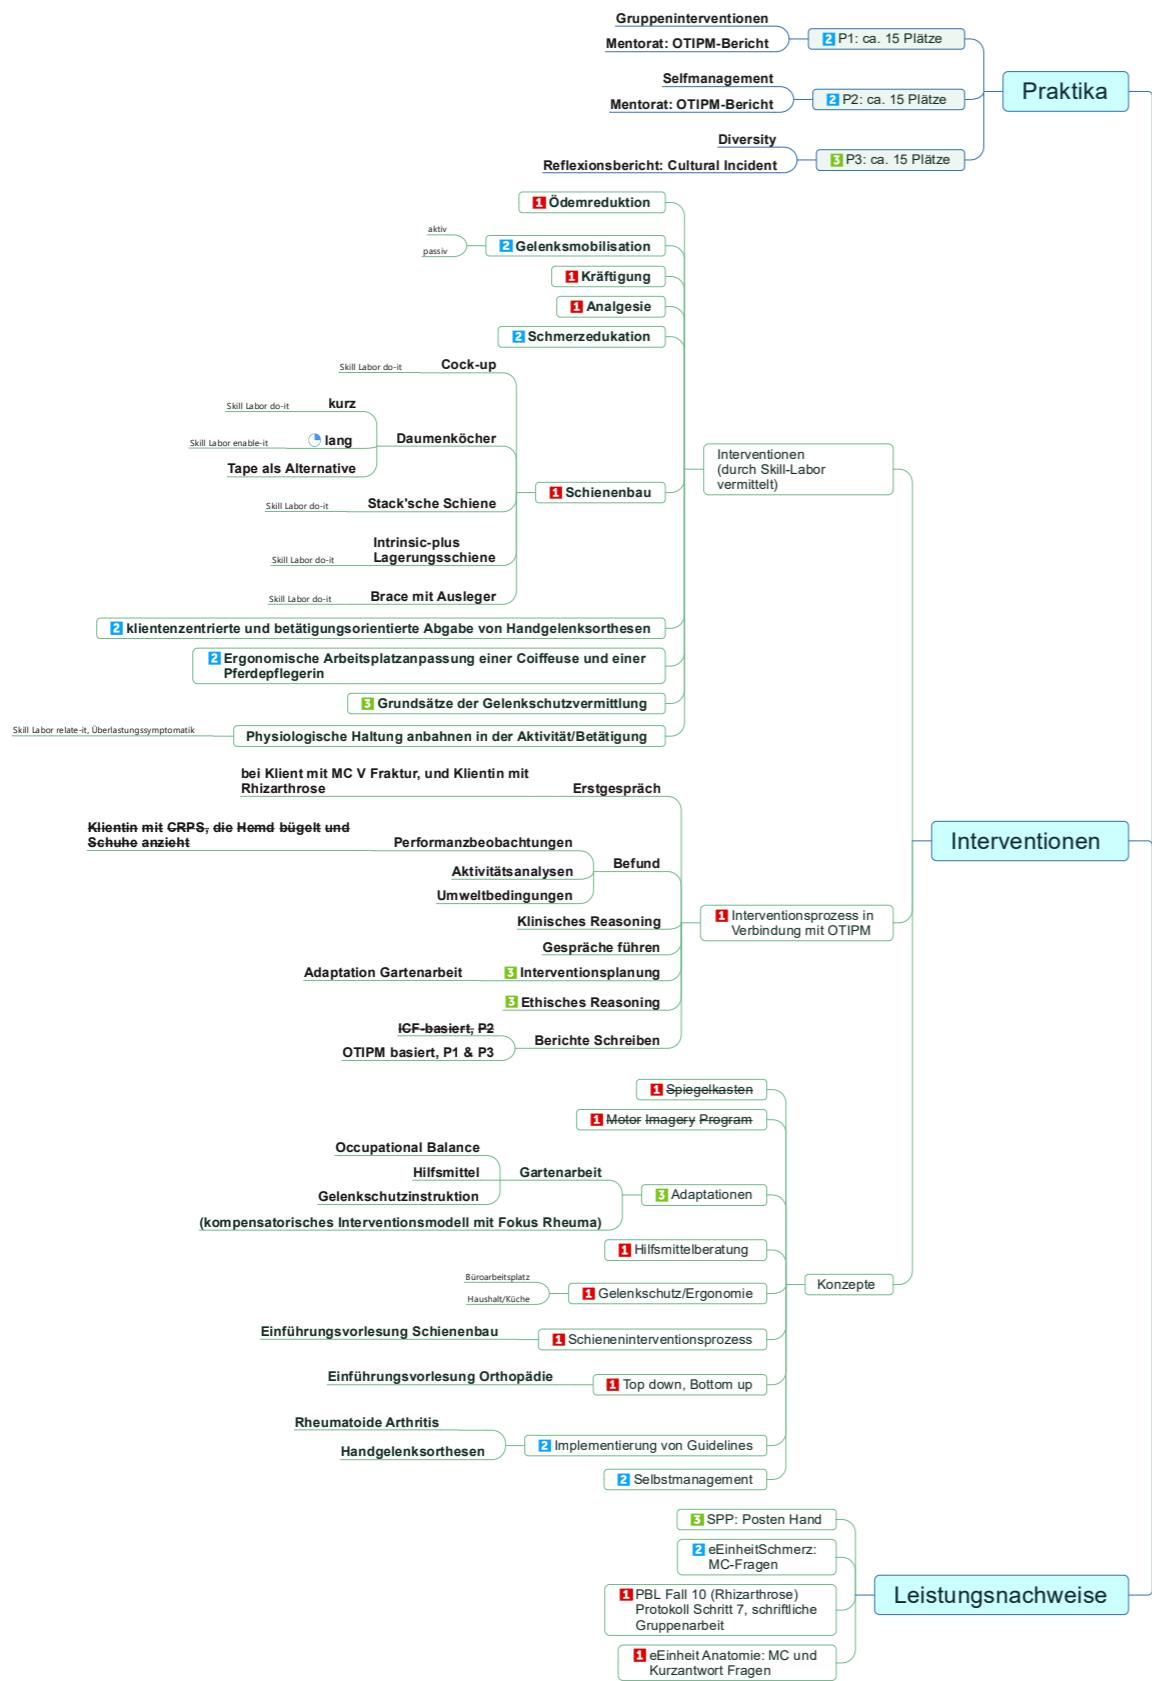 Gruppeninterventionen
Mentorat: OTIPM-Bericht
2 P1: ca. 15 Plätze
Selfmanagement
Mentorat: OTIPM-Bericht
2 P2: ca. 15 Plätze
Praktika
Diversity
Reflexionsbericht: Cultural Incident
3 P3: ca. 15 Plätze
1 Ödemreduktion
aktiv
passiv
2 Gelenksmobilisation
1 Kräftigung
1 Analgesie
2 Schmerzedukation
Skill Labor do-it
Cock-up
Skill Labor do-it
kurz
Skill Labor enable-it
lang
Tape als Alternative
Daumenköcher
Skill Labor do-it
Stack'sche Schiene
Skill Labor do-it
Intrinsic-plus
Lagerungsschiene
Skill Labor do-it
Brace mit Ausleger
1 Schienenbau
Interventionen
(durch Skill-Labor
vermittelt)
2 klientenzentrierte und betätigungsorientierte Abgabe von Handgelenksorthesen
2 Ergonomische Arbeitsplatzanpassung einer Coiffeuse und einer
Pferdepflegerin
3 Grundsätze der Gelenkschutzvermittlung
Skill Labor relate-it, Überlastungssymptomatik
Physiologische Haltung anbahnen in der Aktivität/Betätigung
bei Klient mit MC V Fraktur, und Klientin mit
Rhizarthrose
Erstgespräch
Klientin mit CRPS, die Hemd bügelt und
Schuhe anzieht
Performanzbeobachtungen
Aktivitätsanalysen
Umweltbedingungen
Befund
Klinisches Reasoning
Gespräche führen
Adaptation Gartenarbeit
3 Interventionsplanung
3 Ethisches Reasoning
ICF-basiert, P2
OTIPM basiert, P1 & P3
Berichte Schreiben
1 Interventionsprozess in
Verbindung mit OTIPM
Interventionen
1 Spiegelkasten
1 Motor Imagery Program
Occupational Balance
Hilfsmittel
Gelenkschutzinstruktion
Gartenarbeit
(kompensatorisches Interventionsmodell mit Fokus Rheuma)
3 Adaptationen
1 Hilfsmittelberatung
Büroarbeitsplatz
Haushalt/Küche
1 Gelenkschutz/Ergonomie
Einführungsvorlesung Schienenbau
1 Schieneninterventionsprozess
Einführungsvorlesung Orthopädie
1 Top down, Bottom up
Rheumatoide Arthritis
Handgelenksorthesen
2 Implementierung von Guidelines
2 Selbstmanagement
Konzepte
3 SPP: Posten Hand
2 eEinheitSchmerz:
MC-Fragen
1 PBL Fall 10 (Rhizarthrose)
Protokoll Schritt 7, schriftliche
Gruppenarbeit
1 eEinheit Anatomie: MC und
Kurzantwort Fragen
Leistungsnachweise